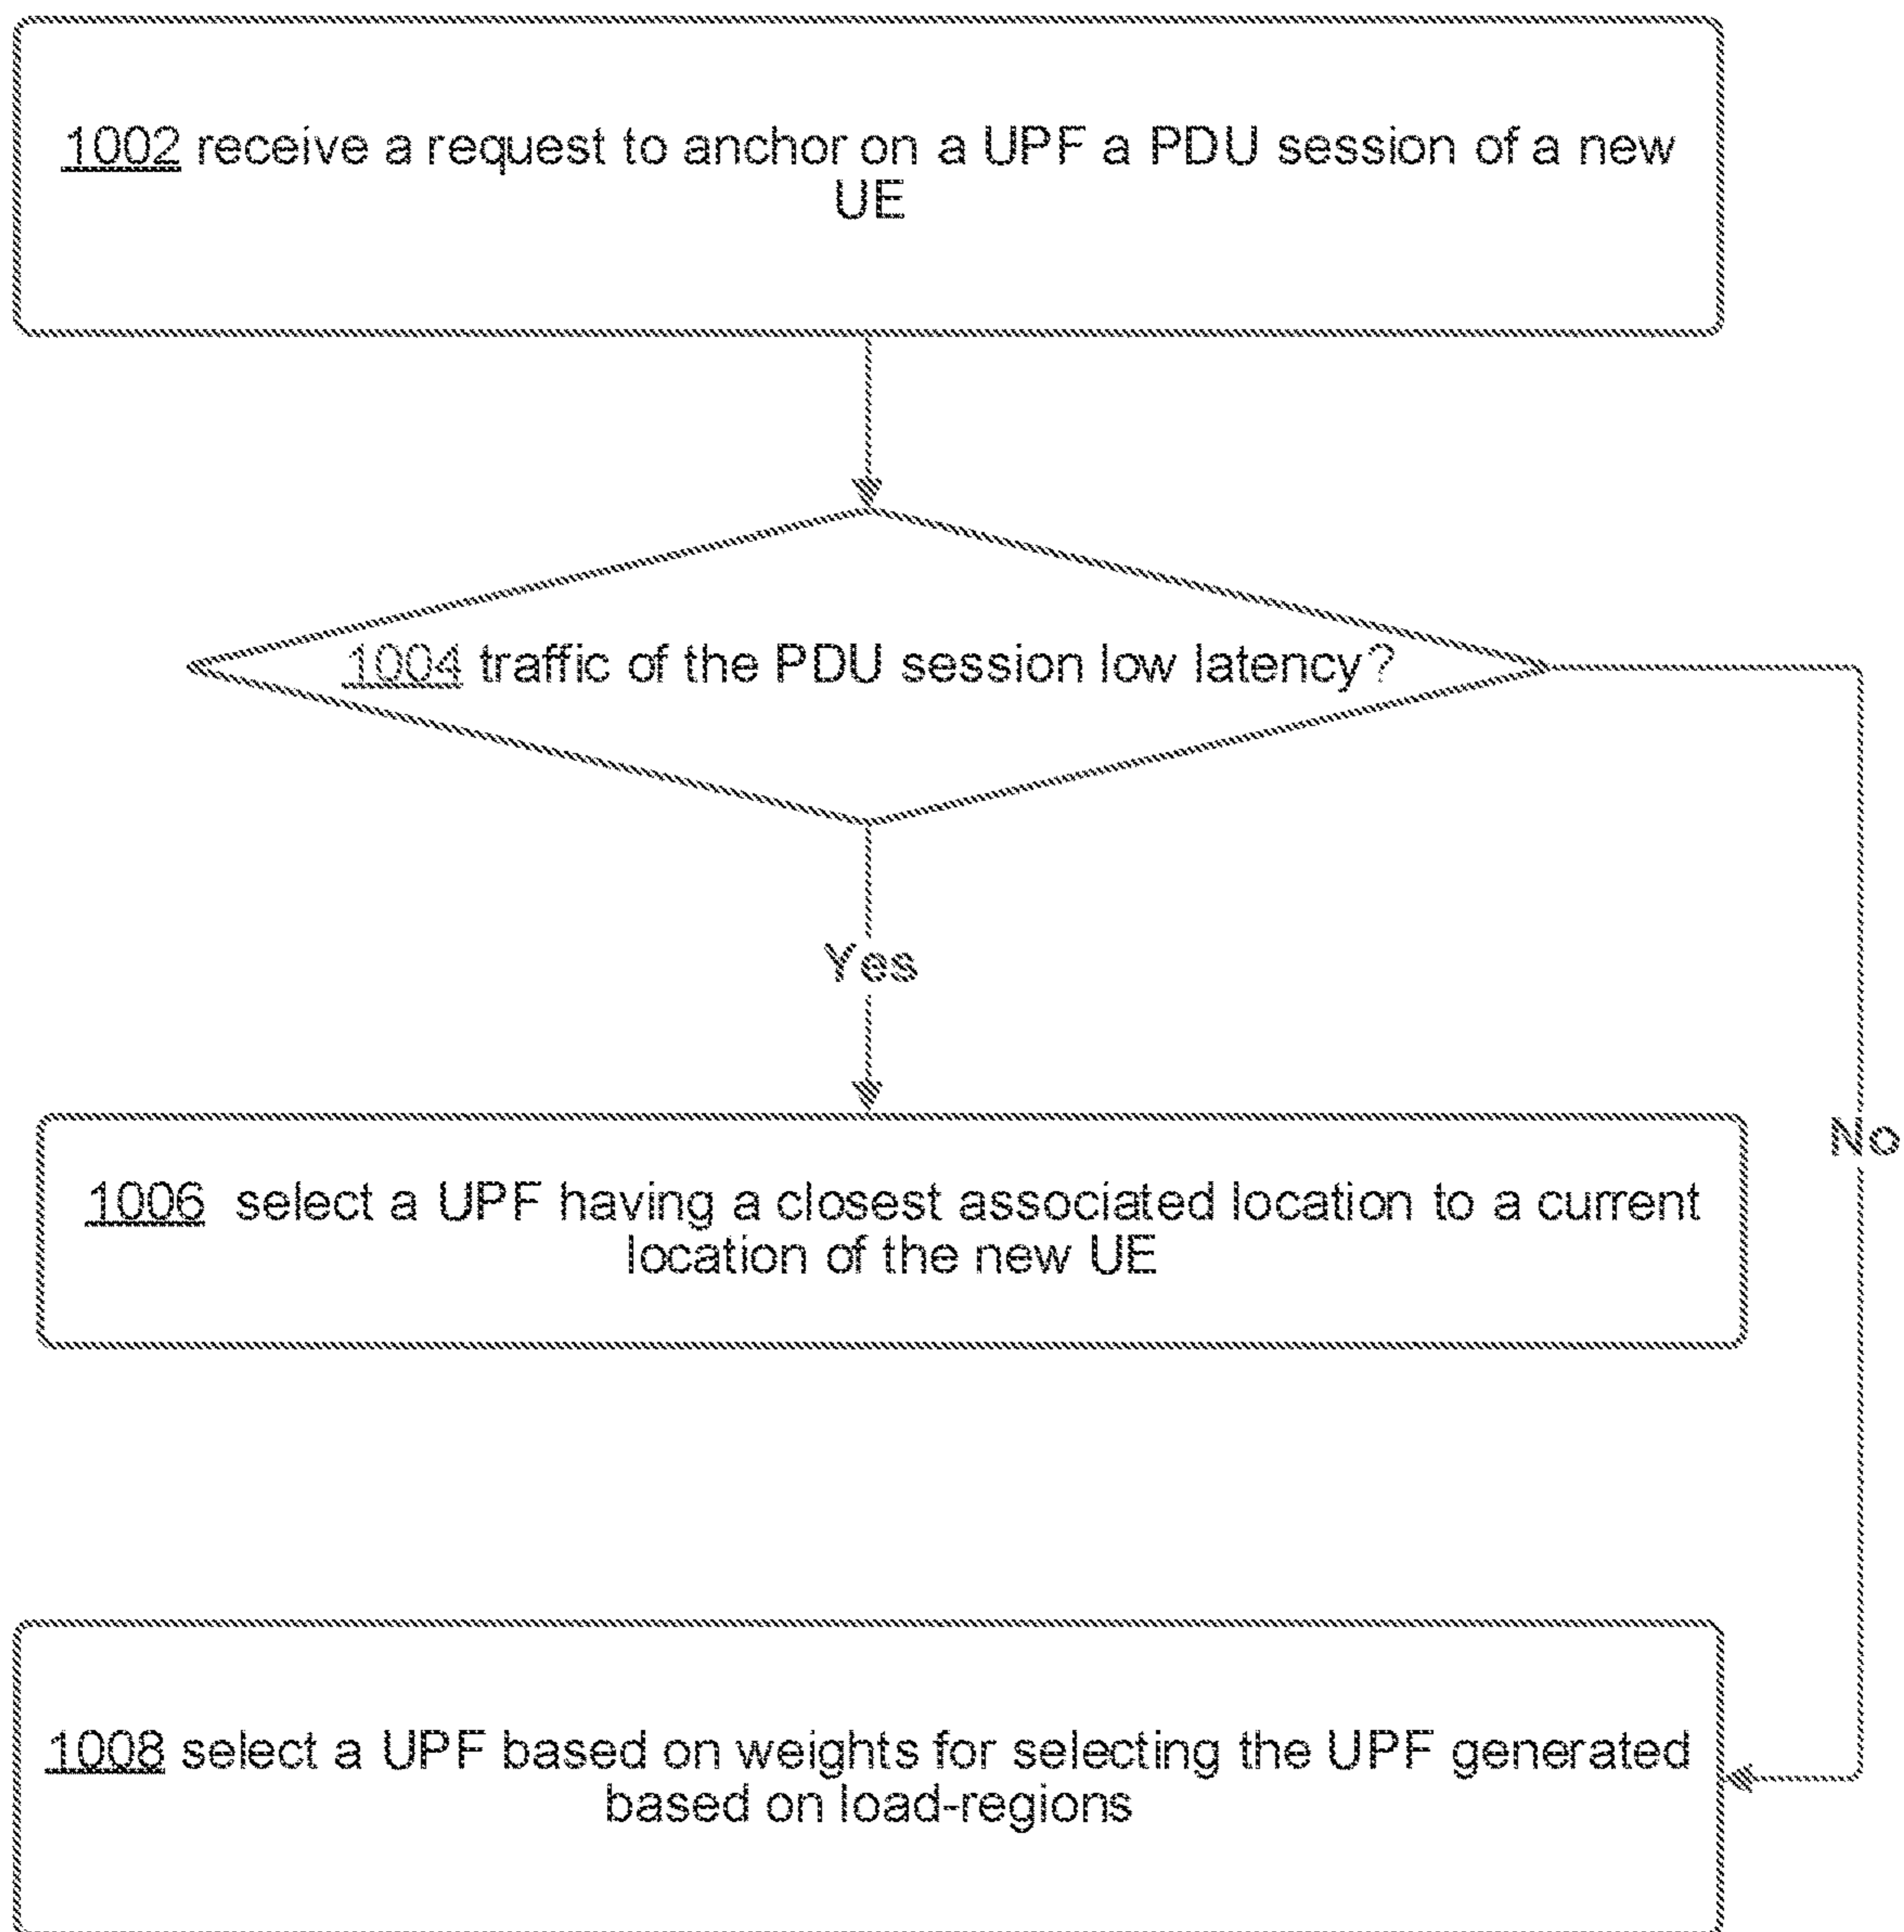 1002 receive a request to anchor on a UPF a PDU session of a new
UE
1004 traffic of the PDU session low latency?
Yes
No
1006 select a UPF having a closest associated location to a current
location of the new UE
1008 select a UPF based on weights for selecting the UPF generated
based on load-regions